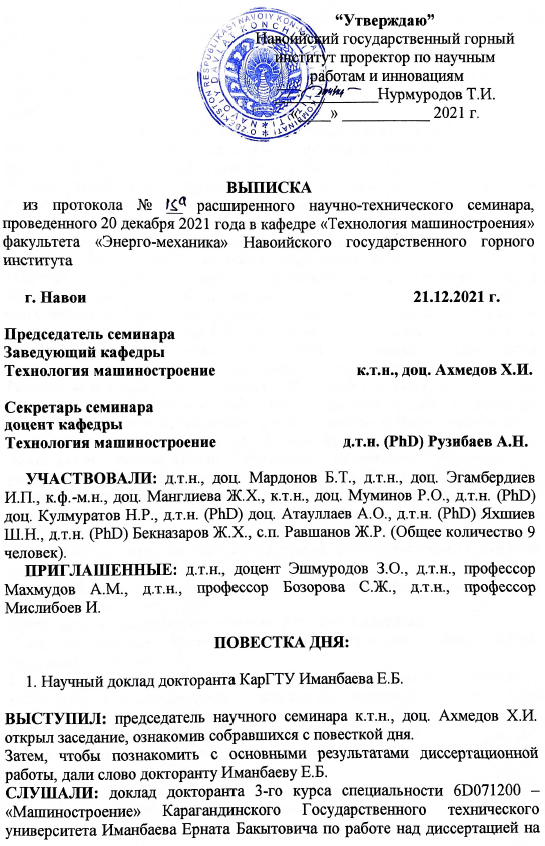 “Утверждаю”
Навоийский государственный горный
институт проректор по научным
работам и инновациям
____________Нурмуродов Т.И.
«____» ___________ 2021 г.
ВЫПИСКА
из протокола № расширенного научно-технического семинара,
проведенного 20 декабря 2021 года в кафедре «Технология машиностроения»
факультета «Энерго-механика» Навоийского государственного горного
института
г. Навои 21.12.2021 г.
Председатель семинара
Заведующий кафедры
Технология машиностроение к.т.н., доц. Ахмедов Х.И.
Секретарь семинара
доцент кафедры
Технология машиностроение д.т.н. (PhD) Рузибаев А.Н.
УЧАСТВОВАЛИ: д.т.н., доц. Мардонов Б.Т., д.т.н., доц. Эгамбердиев
И.П., к.ф.-м.н., доц. Манглиева Ж.Х., к.т.н., доц. Муминов Р.О., д.т.н. (PhD)
доц. Кулмуратов Н.Р., д.т.н. (PhD) доц. Атауллаев А.О., д.т.н. (PhD) Яхшиев
Ш.Н., д.т.н. (PhD) Бекназаров Ж.Х., с.п. Равшанов Ж.Р. (Общее количество 9
человек).
ПРИГЛАШЕННЫЕ: д.т.н., доцент Эшмуродов З.О., д.т.н., профессор
Махмудов А.М., д.т.н., профессор Бозорова С.Ж., д.т.н., профессор
Мислибоев И.
ПОВЕСТКА ДНЯ:
1. Научный доклад докторанта КарГТУ Иманбаева Е.Б.
ВЫСТУПИЛ: председатель научного семинара к.т.н., доц. Ахмедов Х.И.
открыл заседание, ознакомив собравшихся с повесткой дня.
Затем, чтобы познакомить с основными результатами диссертационной
работы, дали слово докторанту Иманбаеву Е.Б.
СЛУШАЛИ: доклад докторанта 3-го курса специальности 6D071200 –
«Машиностроение» Карагандинского Государственного технического
университета Иманбаева Ерната Бакытовича по работе над диссертацией на